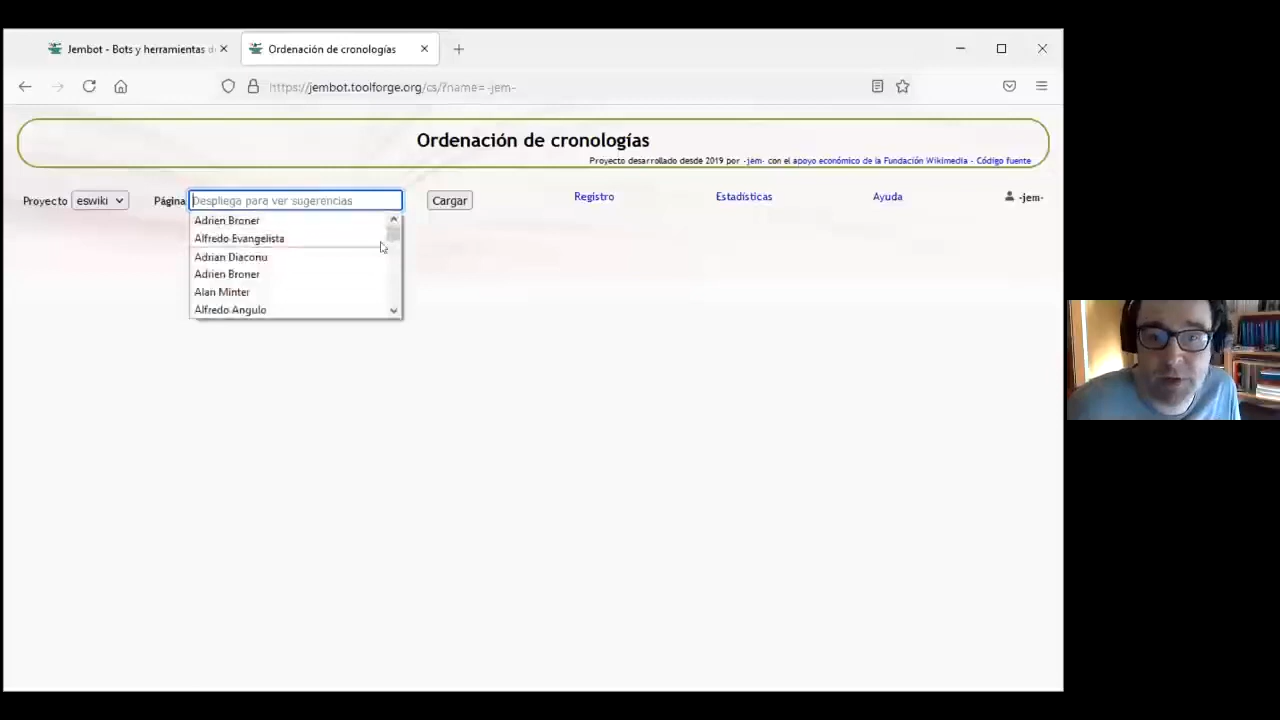 Jembot - Bots y herramientas d
Ordenación de cronologías
https://jembot.toolforge.org/cs/?name=-jem-
Ordenación de cronologías
Proyecto desarrollado desde 2019 por -jem- con el apoyo económico de la Fundación Wikimedia - Código fuente
Proyecto eswiki Página Despliega para ver sugerencias Cargar Registro Estadísticas Ayuda -jem-
Adrien Broner
Alfredo Evangelista
Adrian Diaconu
Adrien Broner
Alan Minter
Alfredo Angulo